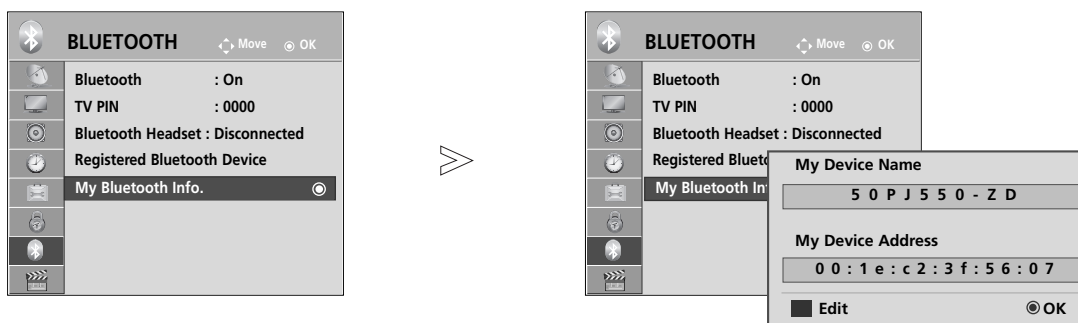 BLUETOOTH Move OK
Bluetooth : On
TV PIN : 0000
Bluetooth Headset : Disconnected
Registered Bluetooth Device
My Bluetooth Info.
BLUETOOTH Move OK
Bluetooth : On
TV PIN : 0000
Bluetooth Headset : Disconnected
Registered Blueto
My Bluetooth In
My Device Name
50PJ550-ZD
My Device Address
00:1e:c2:3f:56:07
Edit OK